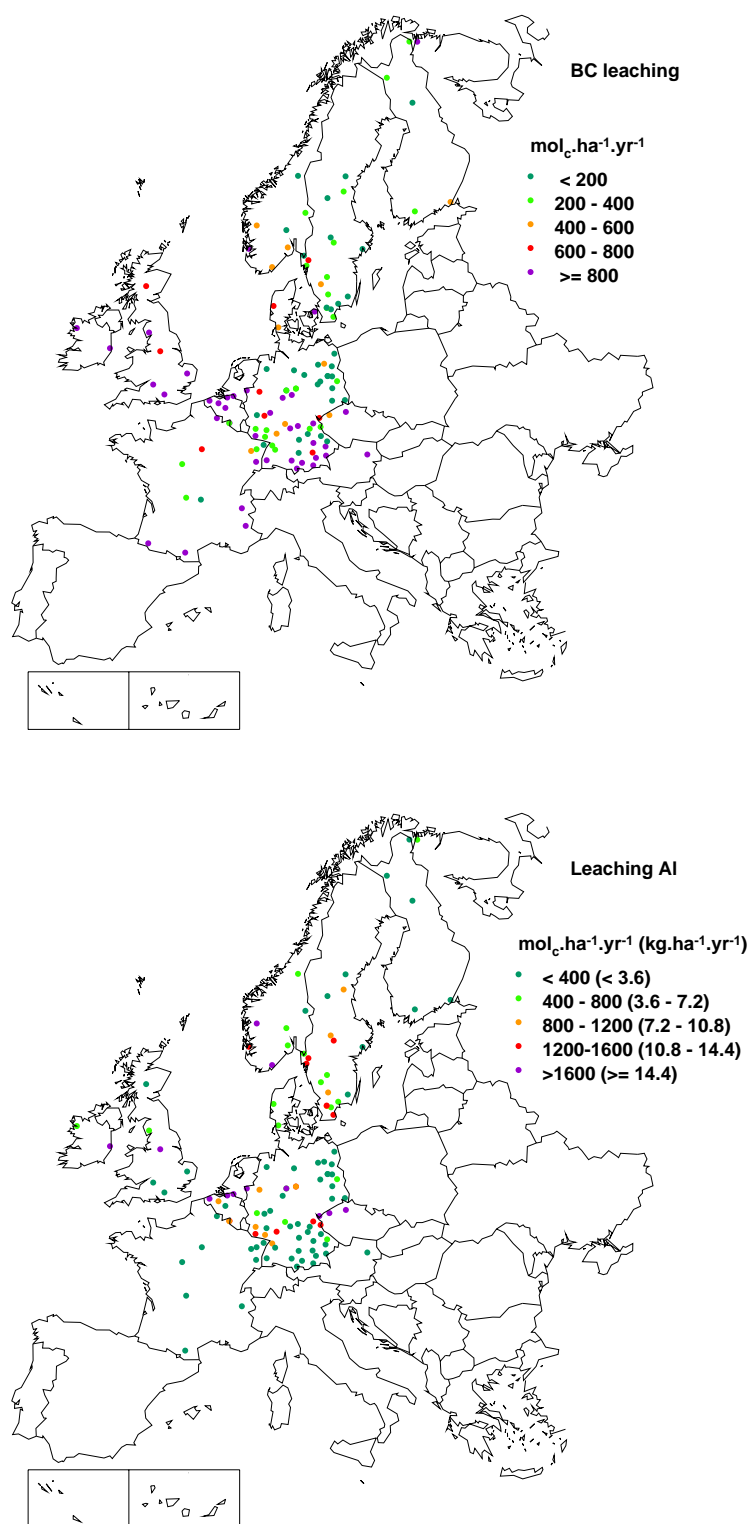 BC leaching
molc.ha-1.yr-1
< 200
200 - 400
400 - 600
600 - 800
>= 800
Leaching Al
molc.ha-1.yr-1 (kg.ha-1.yr-1)
< 400 (< 3.6)
400 - 800 (3.6 - 7.2)
800 - 1200 (7.2 - 10.8)
1200-1600 (10.8 - 14.4)
>1600 (>= 14.4)